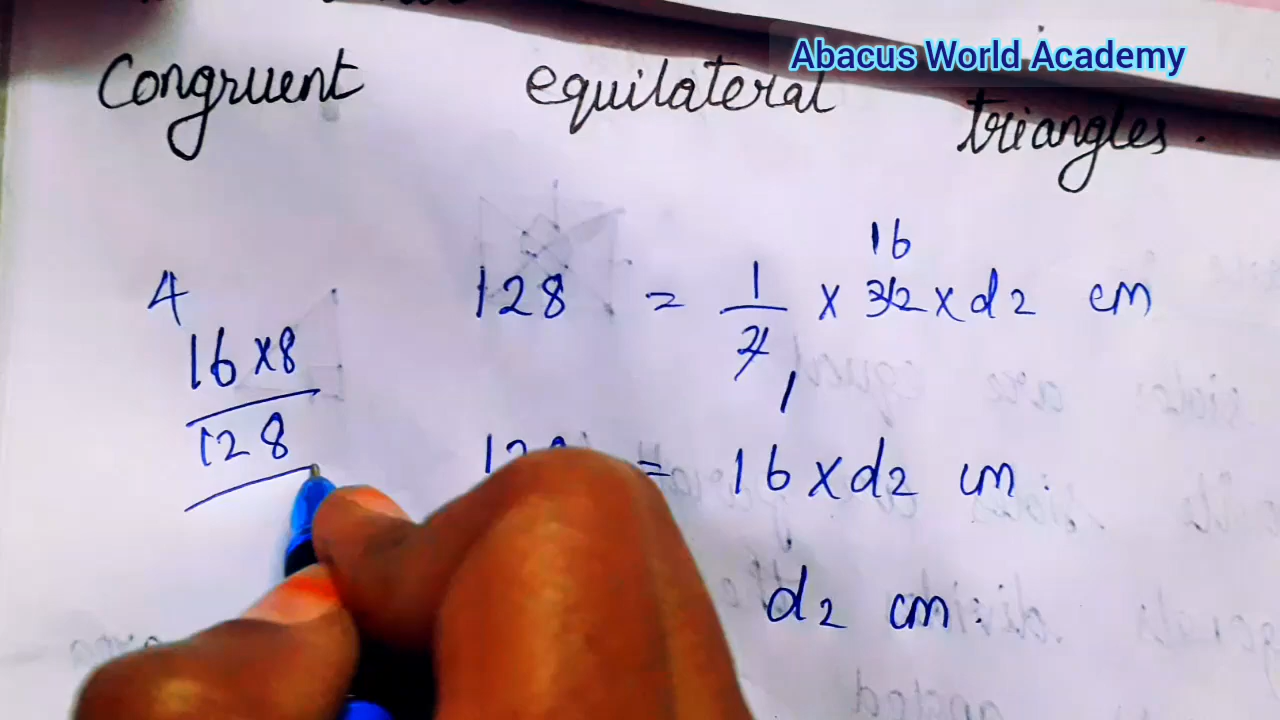 Abacus World Academy
Congruent equilateral triangles.
128 = 1/2 × 32 × d2 cm
16
1
4
16 × 8
128
= 16 × d2 cm.
d2 cm.